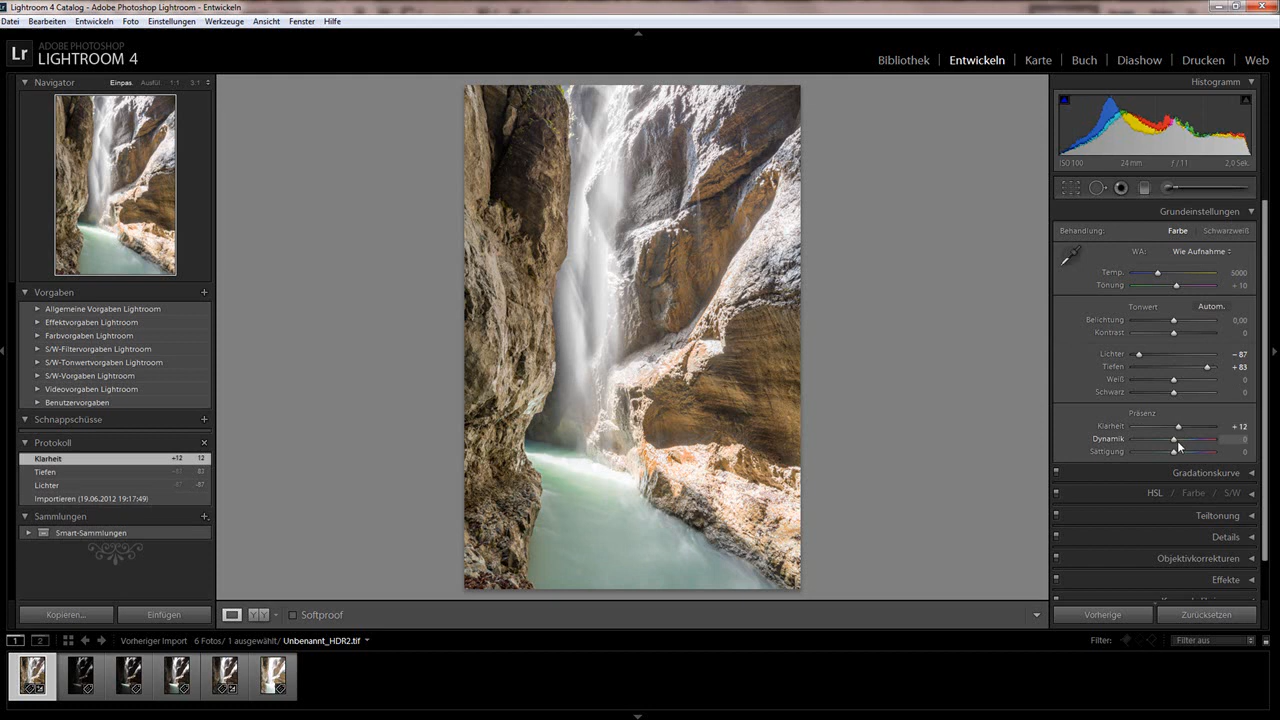 Lightroom 4 Catalog - Adobe Photoshop Lightroom - Entwickeln
Datei Bearbeiten Entwickeln Foto Einstellungen Werkzeuge Ansicht Fenster Hilfe
Lr ADOBE PHOTOSHOP
LIGHTROOM 4
Bibliothek | Entwickeln | Karte | Buch | Diashow | Drucken | Web
Navigator Einpas. Ausfül. 1:1 3:1
Vorgaben
Allgemeine Vorgaben Lightroom
Effektvorgaben Lightroom
Farbvorgaben Lightroom
S/W-Filtervorgaben Lightroom
S/W-Tonwertvorgaben Lightroom
S/W-Vorgaben Lightroom
Videovorgaben Lightroom
Benutzervorgaben
Schnappschüsse
Protokoll
Klarheit +12 12
Tiefen +83 83
Lichter -87 -87
Importieren (19.06.2012 19:17:49)
Sammlungen
Smart-Sammlungen
Kopieren... Einfügen
Softproof
Histogramm
ISO 100 24 mm ƒ / 11 2,0 Sek.
Grundeinstellungen
Behandlung: Farbe Schwarzweiß
WA: Wie Aufnahme
Temp. 5000
Tönung + 10
Tonwert Autom.
Belichtung 0,00
Kontrast 0
Lichter – 87
Tiefen + 83
Weiß 0
Schwarz 0
Präsenz
Klarheit + 12
Dynamik 0
Sättigung 0
Gradationskurve
HSL / Farbe / S/W
Teiltonung
Details
Objektivkorrekturen
Effekte
Vorherige Zurücksetzen
1 2 Vorheriger Import 6 Fotos/ 1 ausgewählt/ Unbenannt_HDR2.tif Filter: Filter aus